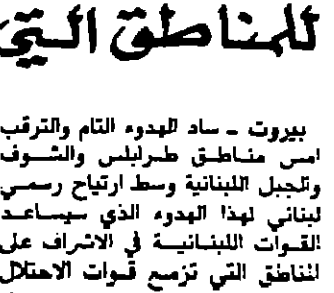 للمناطق التي
بيروت - ساد الهدوء التام والترقب
امس مناطق طرابلس والشوف
والجبل اللبنانية وسط ارتياح رسمي
لبناني لهذا الهدوء الذي سيساعد
القوات اللبنانية في الاشراف على
المناطق التي تزمع قوات الاحتلال